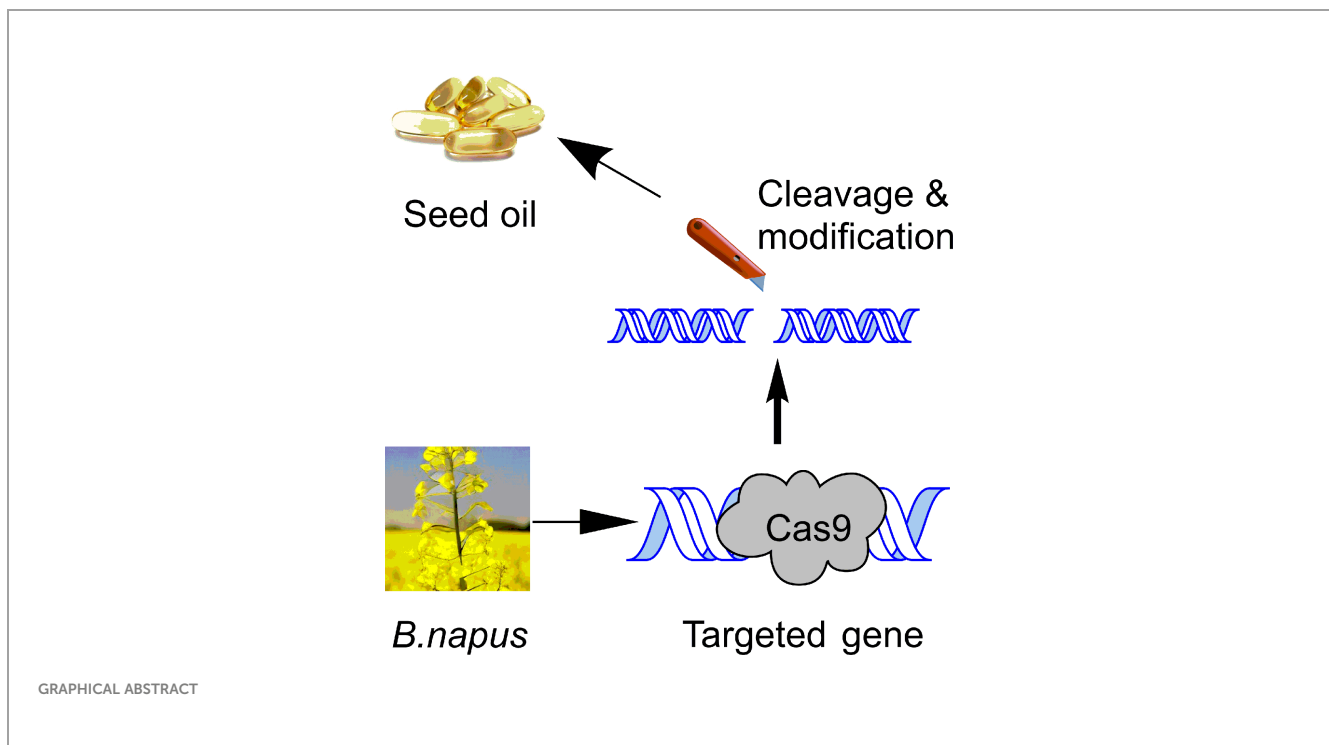 Seed oil
Cleavage &
modification
Cas9
B.napus
Targeted gene
GRAPHICAL ABSTRACT